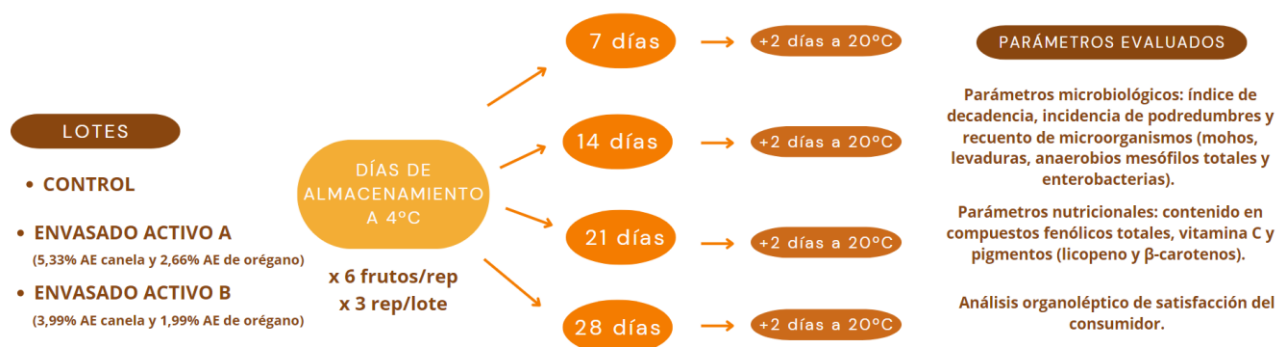 LOTES
• CONTROL
• ENVASADO ACTIVO A
(5,33% AE canela y 2,66% AE de orégano)
• ENVASADO ACTIVO B
(3,99% AE canela y 1,99% AE de orégano)
DÍAS DE
ALMACENAMIENTO
A 4ºC
x 6 frutos/rep
x 3 rep/lote
7 días
+2 días a 20ºC
14 días
+2 días a 20ºC
21 días
+2 días a 20ºC
28 días
+2 días a 20ºC
PARÁMETROS EVALUADOS
Parámetros microbiológicos: índice de
decadencia, incidencia de podredumbres y
recuento de microorganismos (mohos,
levaduras, anaerobios mesófilos totales y
enterobacterias).
Parámetros nutricionales: contenido en
compuestos fenólicos totales, vitamina C y
pigmentos (licopeno y β-carotenos).
Análisis organoléptico de satisfacción del
consumidor.